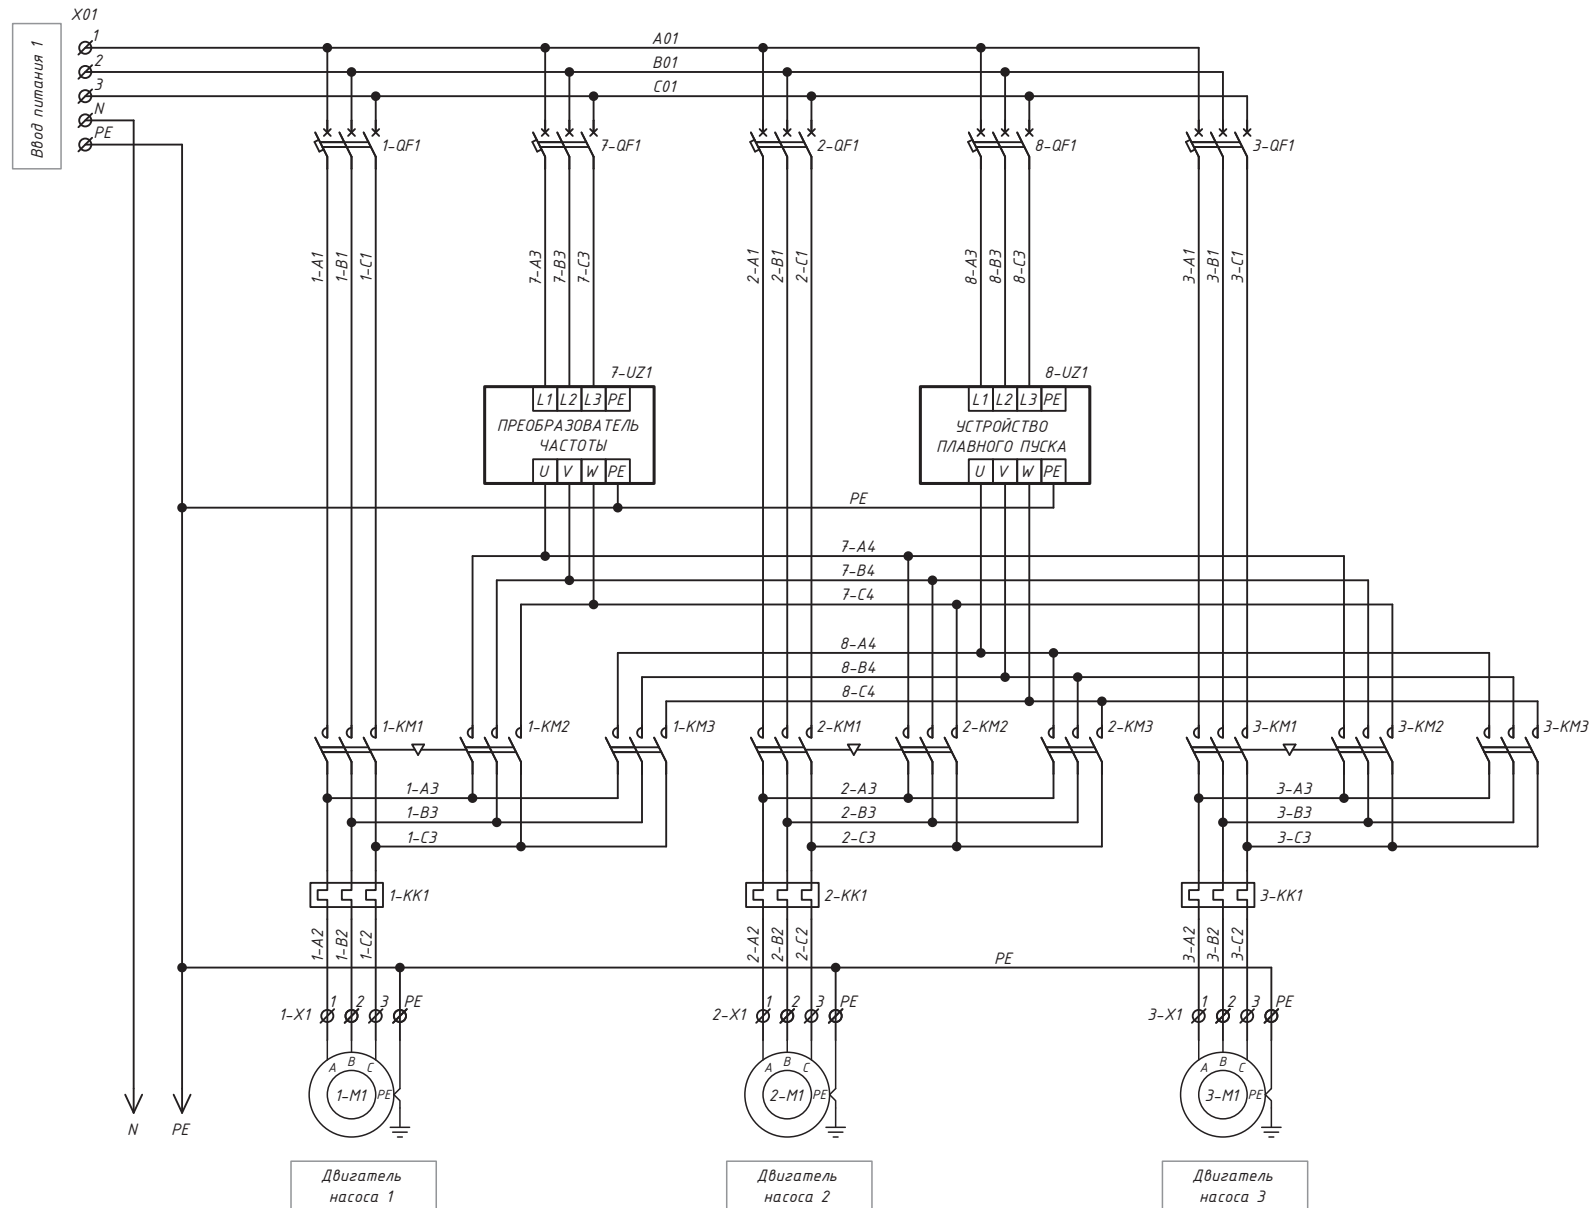 X01
Ввод питания 1
1
2
3
N
PE
A01
B01
C01
1-QF1
7-QF1
2-QF1
8-QF1
3-QF1
1-A1
1-B1
1-C1
7-A3
7-B3
7-C3
2-A1
2-B1
2-C1
8-A3
8-B3
8-C3
3-A1
3-B1
3-C1
7-UZ1
L1 L2 L3 PE
ПРЕОБРАЗОВАТЕЛЬ
ЧАСТОТЫ
U V W PE
8-UZ1
L1 L2 L3 PE
УСТРОЙСТВО
ПЛАВНОГО ПУСКА
U V W PE
PE
7-A4
7-B4
7-C4
8-A4
8-B4
8-C4
1-KM1
1-KM2
1-KM3
2-KM1
2-KM2
2-KM3
3-KM1
3-KM2
3-KM3
1-A3
1-B3
1-C3
2-A3
2-B3
2-C3
3-A3
3-B3
3-C3
1-KK1
2-KK1
3-KK1
1-A2
1-B2
1-C2
2-A2
2-B2
2-C2
3-A2
3-B2
3-C2
PE
1-X1
1 2 3 PE
2-X1
1 2 3 PE
3-X1
1 2 3 PE
A B C
1-M1
PE
A B C
2-M1
PE
A B C
3-M1
PE
N
PE
Двигатель
насоса 1
Двигатель
насоса 2
Двигатель
насоса 3